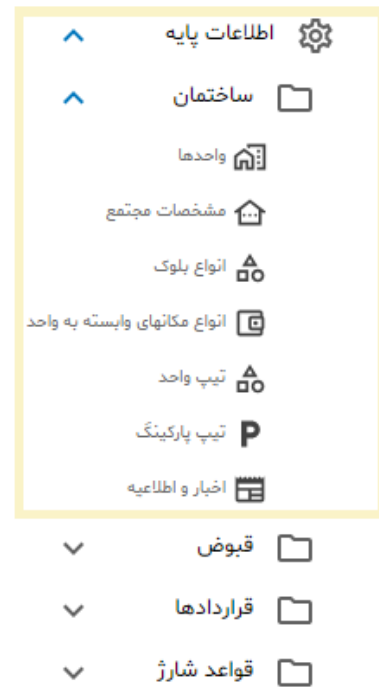 اطلاعات پایه
ساختمان
واحدها
مشخصات مجتمع
انواع بلوک
انواع مکانهای وابسته به واحد
تیپ واحد
تیپ پارکینگ
اخبار و اطلاعیه
قبوض
قراردادها
قواعد شارژ